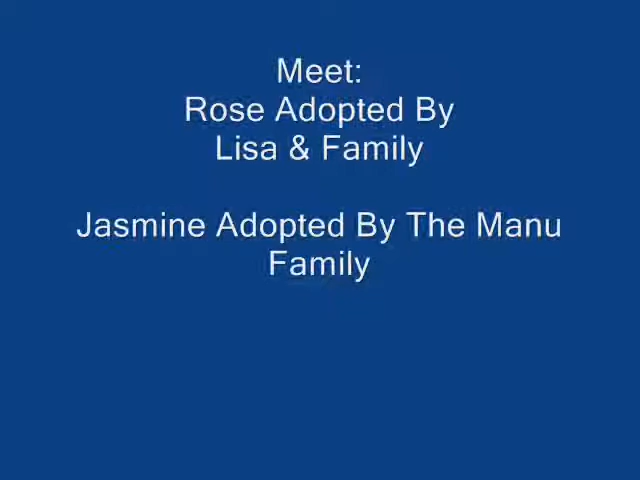 Meet:
Rose Adopted By
Lisa & Family
Jasmine Adopted By The Manu
Family